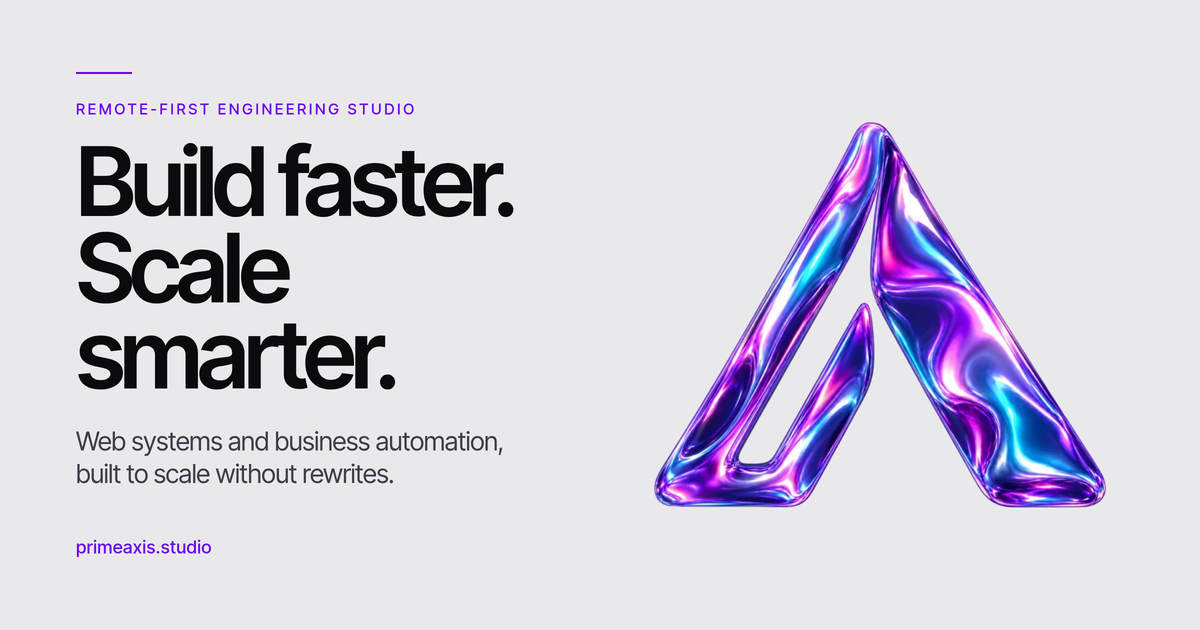 REMOTE-FIRST ENGINEERING STUDIO
Build faster.
Scale
smarter.
Web systems and business automation,
built to scale without rewrites.
primeaxis.studio